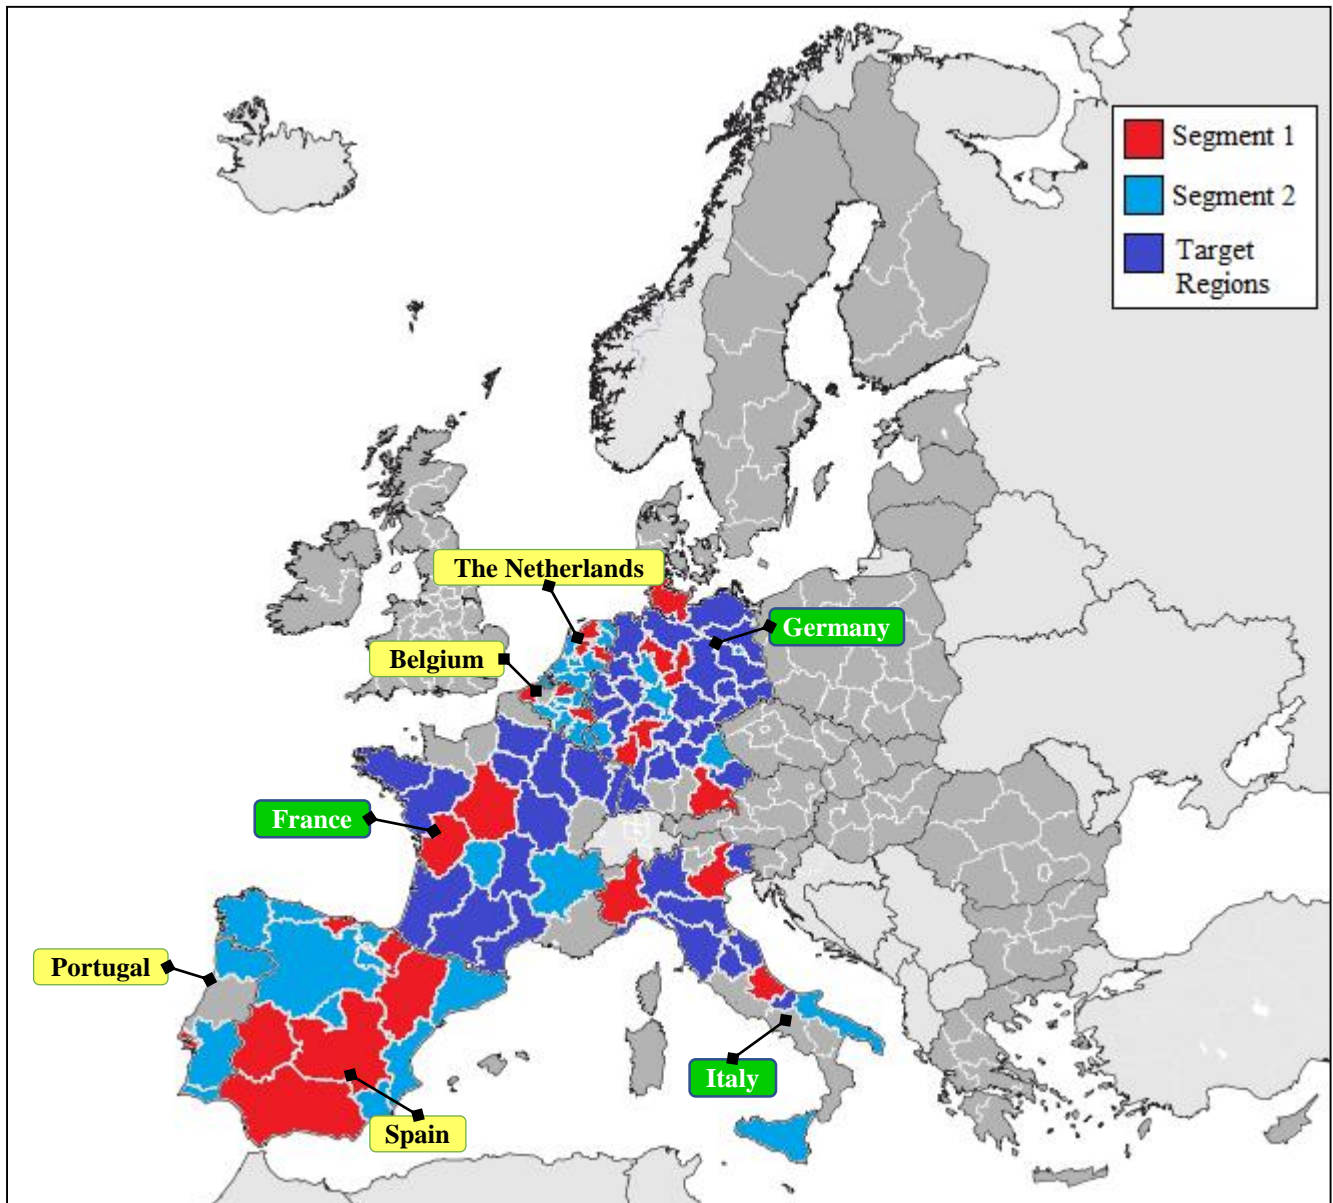 Segment 1
Segment 2
Target
Regions
The Netherlands
Germany
Belgium
France
Portugal
Italy
Spain